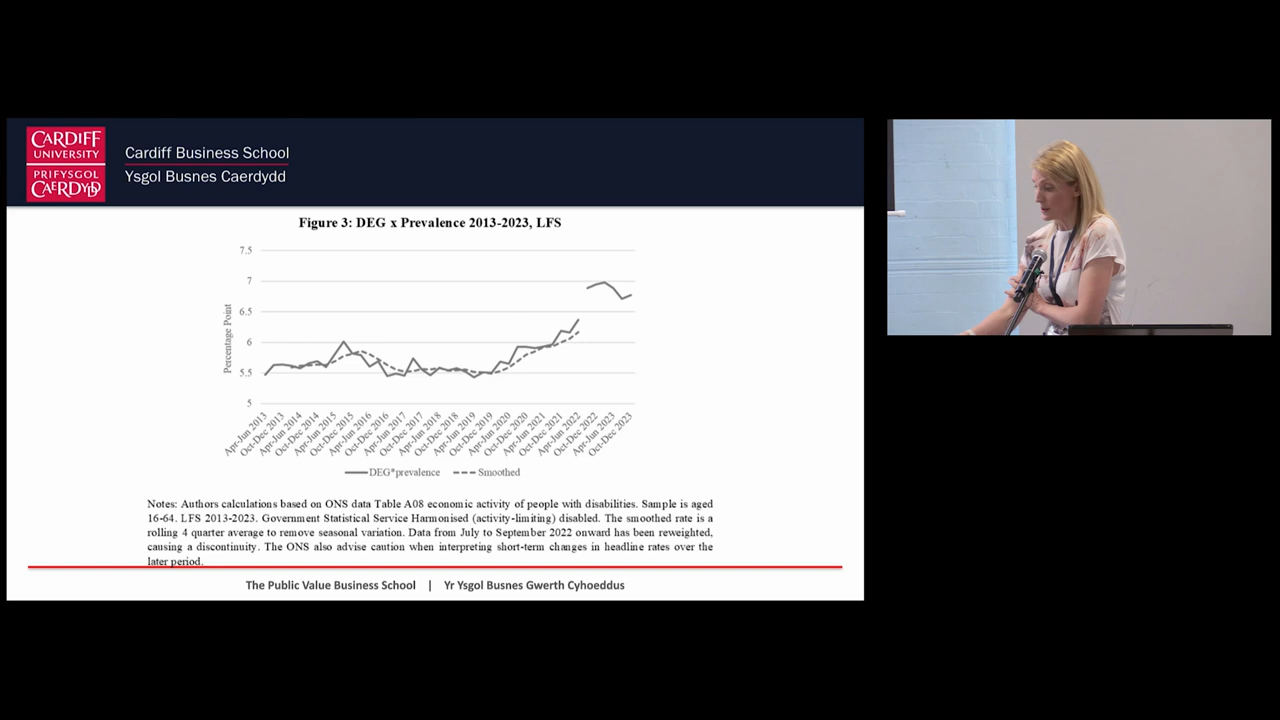 CARDIFF
UNIVERSITY
PRIFYSGOL
CAERDYDD
Cardiff Business School
Ysgol Busnes Caerdydd
Figure 3: DEG x Prevalence 2013-2023, LFS
7.5
7
6.5
6
5.5
5
Percentage Point
Apr-Jun 2013
Oct-Dec 2013
Apr-Jun 2014
Oct-Dec 2014
Apr-Jun 2015
Oct-Dec 2015
Apr-Jun 2016
Oct-Dec 2016
Apr-Jun 2017
Oct-Dec 2017
Apr-Jun 2018
Oct-Dec 2018
Apr-Jun 2019
Oct-Dec 2019
Apr-Jun 2020
Oct-Dec 2020
Apr-Jun 2021
Oct-Dec 2021
Apr-Jun 2022
Oct-Dec 2022
Apr-Jun 2023
Oct-Dec 2023
DEG*prevalence
Smoothed
Notes: Authors calculations based on ONS data Table A08 economic activity of people with disabilities. Sample is aged
16-64. LFS 2013-2023. Government Statistical Service Harmonised (activity-limiting) disabled. The smoothed rate is a
rolling 4 quarter average to remove seasonal variation. Data from July to September 2022 onward has been reweighted,
causing a discontinuity. The ONS also advise caution when interpreting short-term changes in headline rates over the
later period.
The Public Value Business School | Yr Ysgol Busnes Gwerth Cyhoeddus